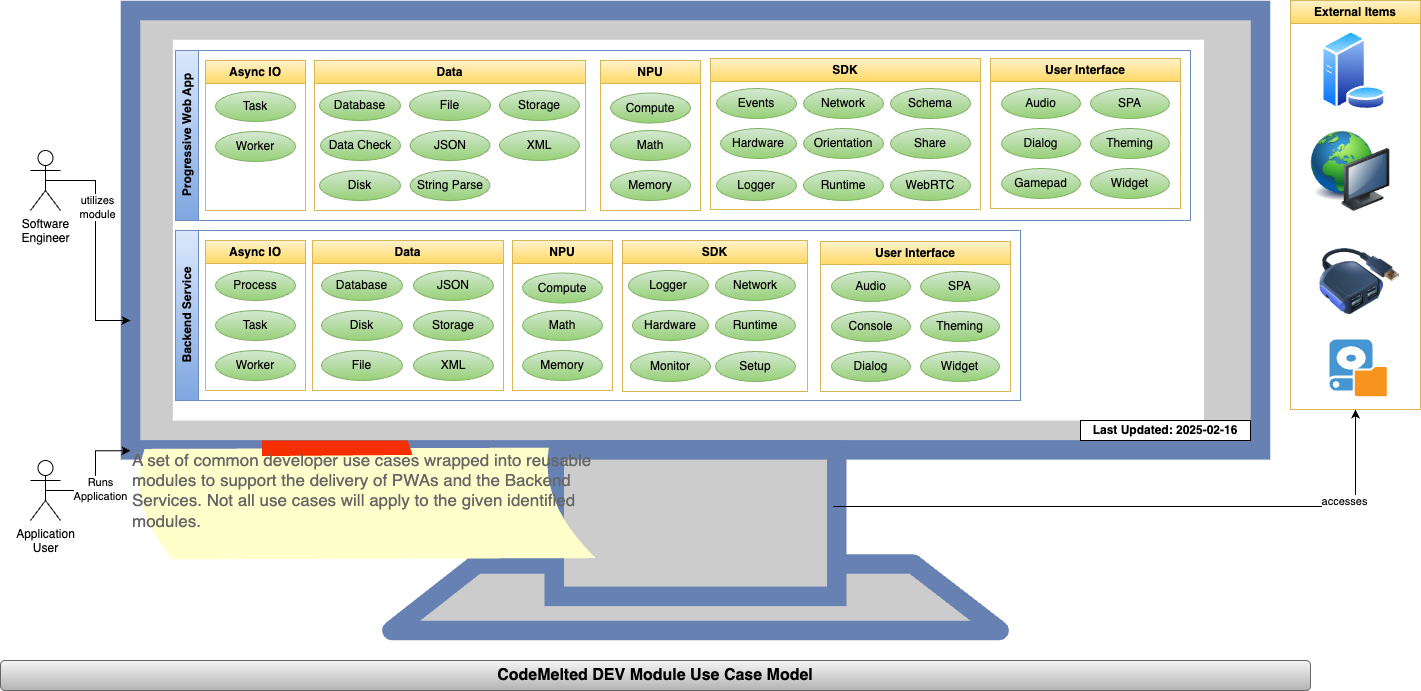 External Items
Progressive Web App
Async IO
Task
Worker
Data
Database
File
Storage
Data Check
JSON
XML
Disk
String Parse
NPU
Compute
Math
Memory
SDK
Events
Network
Schema
Hardware
Orientation
Share
Logger
Runtime
WebRTC
User Interface
Audio
SPA
Dialog
Theming
Gamepad
Widget
utilizes
module
Software
Engineer
Backend Service
Async IO
Process
Task
Worker
Data
Database
JSON
Disk
Storage
File
XML
NPU
Compute
Math
Memory
SDK
Logger
Network
Hardware
Runtime
Monitor
Setup
User Interface
Audio
SPA
Console
Theming
Dialog
Widget
Last Updated: 2025-02-16
Runs
Application
Application
User
A set of common developer use cases wrapped into reusable
modules to support the delivery of PWAs and the Backend
Services. Not all use cases will apply to the given identified
modules.
accesses
CodeMelted DEV Module Use Case Model